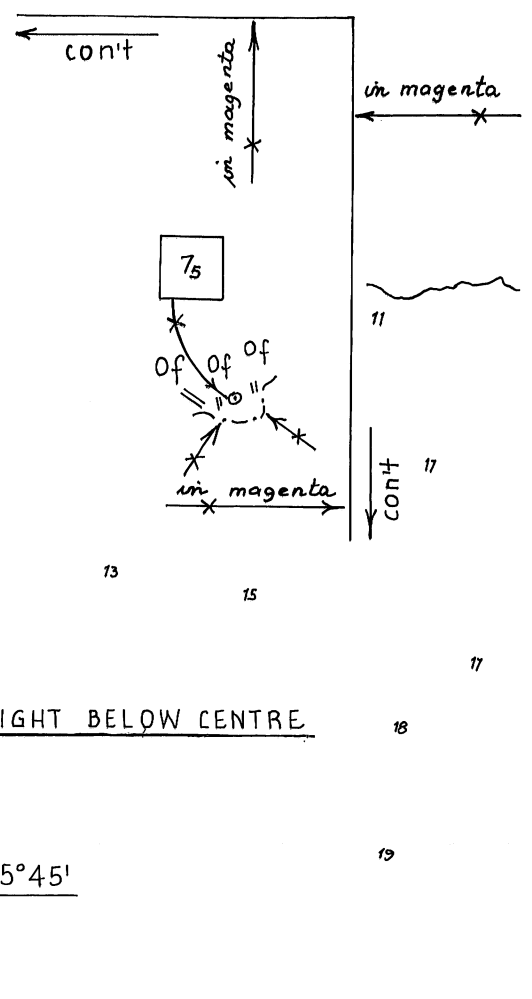 con't
in magenta
in magenta
7₅
11
Of Of Of
in magenta
con't
17
13
15
17
IGHT BELOW CENTRE
18
19
5°45'